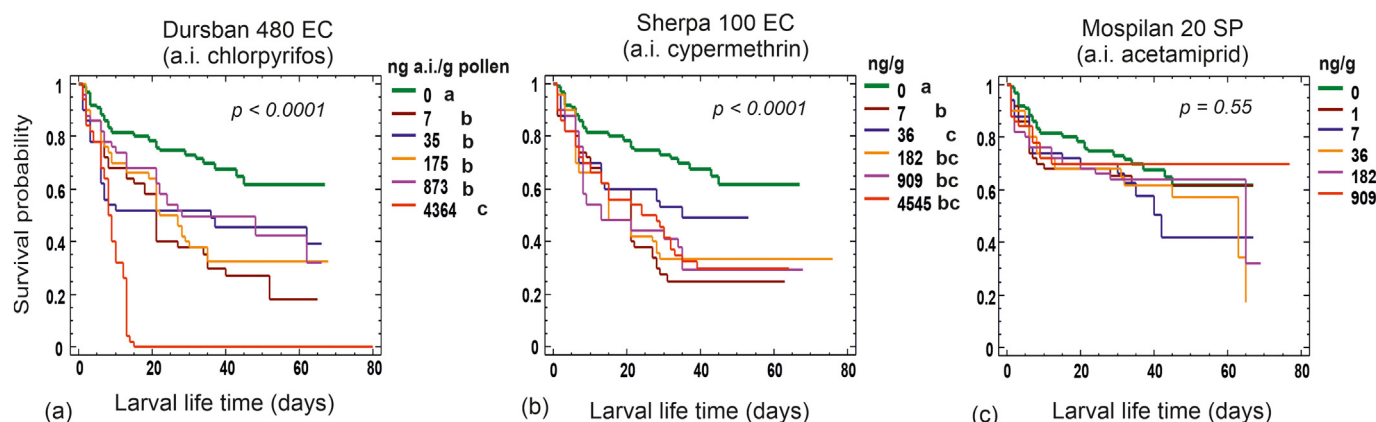 Dursban 480 EC
(a.i. chlorpyrifos)
ng a.i./g pollen
0 a
7 b
35 b
175 b
873 b
4364 c
p < 0.0001
Survival probability
1
0.8
0.6
0.4
0.2
0
0 20 40 60 80
(a) Larval life time (days)
Sherpa 100 EC
(a.i. cypermethrin)
ng/g
0 a
7 b
36 c
182 bc
909 bc
4545 bc
p < 0.0001
1
0.8
0.6
0.4
0.2
0
0 20 40 60 80
(b) Larval life time (days)
Mospilan 20 SP
(a.i. acetamiprid)
ng/g
0
1
7
36
182
909
p = 0.55
1
0.8
0.6
0.4
0.2
0
0 20 40 60 80
(c) Larval life time (days)